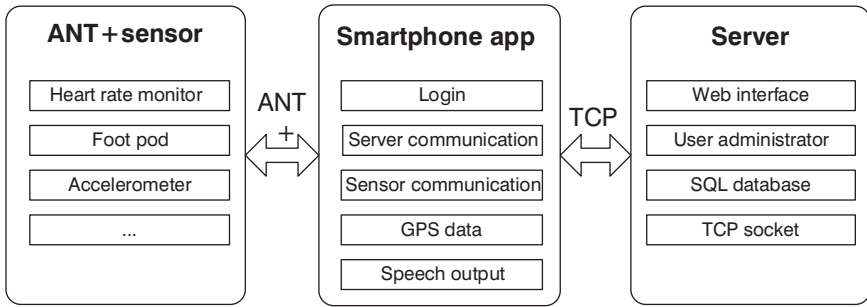 ANT+sensor
Heart rate monitor
Foot pod
Accelerometer
...
ANT
+
Smartphone app
Login
Server communication
Sensor communication
GPS data
Speech output
TCP
Server
Web interface
User administrator
SQL database
TCP socket